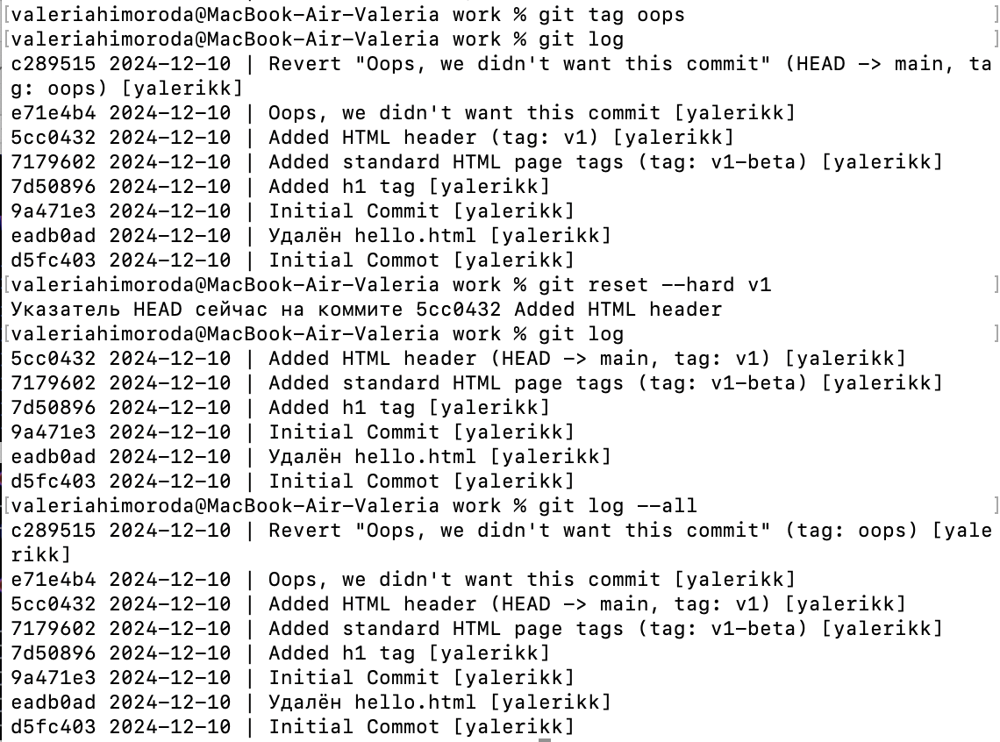 [valeriahimoroda@MacBook-Air-Valeria work % git tag oops ]
[valeriahimoroda@MacBook-Air-Valeria work % git log ]
c289515 2024-12-10 | Revert "Oops, we didn't want this commit" (HEAD -> main, ta
g: oops) [yalerikk]
e71e4b4 2024-12-10 | Oops, we didn't want this commit [yalerikk]
5cc0432 2024-12-10 | Added HTML header (tag: v1) [yalerikk]
7179602 2024-12-10 | Added standard HTML page tags (tag: v1-beta) [yalerikk]
7d50896 2024-12-10 | Added h1 tag [yalerikk]
9a471e3 2024-12-10 | Initial Commit [yalerikk]
eadb0ad 2024-12-10 | Удалён hello.html [yalerikk]
d5fc403 2024-12-10 | Initial Commot [yalerikk]
[valeriahimoroda@MacBook-Air-Valeria work % git reset --hard v1 ]
Указатель HEAD сейчас на коммите 5cc0432 Added HTML header
[valeriahimoroda@MacBook-Air-Valeria work % git log ]
5cc0432 2024-12-10 | Added HTML header (HEAD -> main, tag: v1) [yalerikk]
7179602 2024-12-10 | Added standard HTML page tags (tag: v1-beta) [yalerikk]
7d50896 2024-12-10 | Added h1 tag [yalerikk]
9a471e3 2024-12-10 | Initial Commit [yalerikk]
eadb0ad 2024-12-10 | Удалён hello.html [yalerikk]
d5fc403 2024-12-10 | Initial Commot [yalerikk]
[valeriahimoroda@MacBook-Air-Valeria work % git log --all ]
c289515 2024-12-10 | Revert "Oops, we didn't want this commit" (tag: oops) [yale
rikk]
e71e4b4 2024-12-10 | Oops, we didn't want this commit [yalerikk]
5cc0432 2024-12-10 | Added HTML header (HEAD -> main, tag: v1) [yalerikk]
7179602 2024-12-10 | Added standard HTML page tags (tag: v1-beta) [yalerikk]
7d50896 2024-12-10 | Added h1 tag [yalerikk]
9a471e3 2024-12-10 | Initial Commit [yalerikk]
eadb0ad 2024-12-10 | Удалён hello.html [yalerikk]
d5fc403 2024-12-10 | Initial Commot [yalerikk]